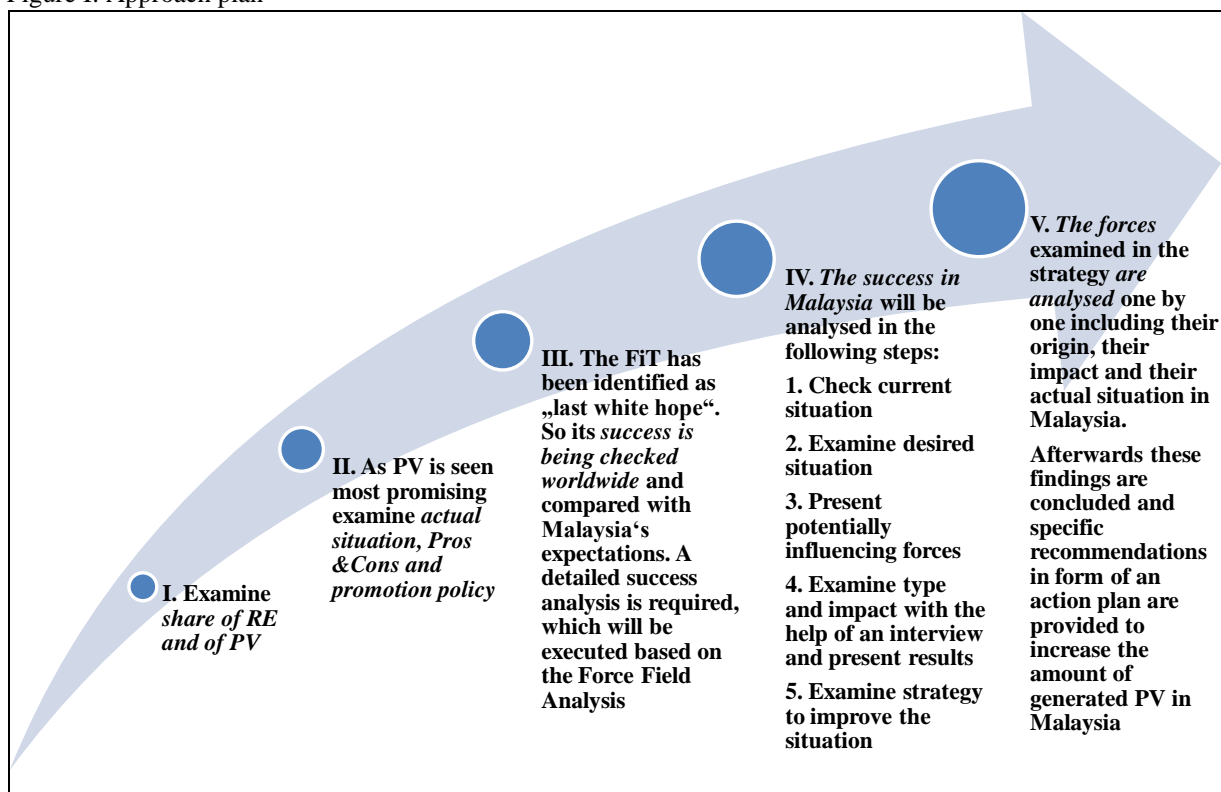 Figure I: Approach plan
I. Examine
share of RE
and of PV
II. As PV is seen
most promising
examine actual
situation, Pros
&Cons and
promotion policy
III. The FiT has
been identified as
„last white hope“.
So its success is
being checked
worldwide and
compared with
Malaysia‘s
expectations. A
detailed success
analysis is required,
which will be
executed based on
the Force Field
Analysis
IV. The success in
Malaysia will be
analysed in the
following steps:
1. Check current
situation
2. Examine desired
situation
3. Present
potentially
influencing forces
4. Examine type
and impact with the
help of an interview
and present results
5. Examine strategy
to improve the
situation
V. The forces
examined in the
strategy are
analysed one by
one including their
origin, their
impact and their
actual situation in
Malaysia.
Afterwards these
findings are
concluded and
specific
recommendations
in form of an
action plan are
provided to
increase the
amount of
generated PV in
Malaysia